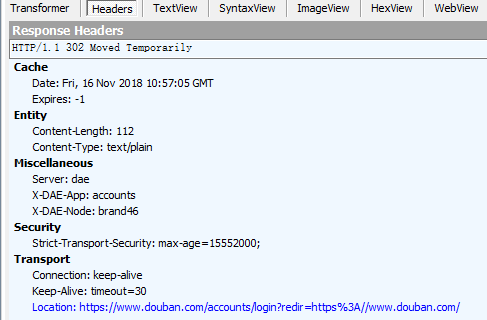 Transformer Headers TextView SyntaxView ImageView HexView WebView
Response Headers
HTTP/1.1 302 Moved Temporarily
Cache
Date: Fri, 16 Nov 2018 10:57:05 GMT
Expires: -1
Entity
Content-Length: 112
Content-Type: text/plain
Miscellaneous
Server: dae
X-DAE-App: accounts
X-DAE-Node: brand46
Security
Strict-Transport-Security: max-age=15552000;
Transport
Connection: keep-alive
Keep-Alive: timeout=30
Location: https://www.douban.com/accounts/login?redir=https%3A//www.douban.com/